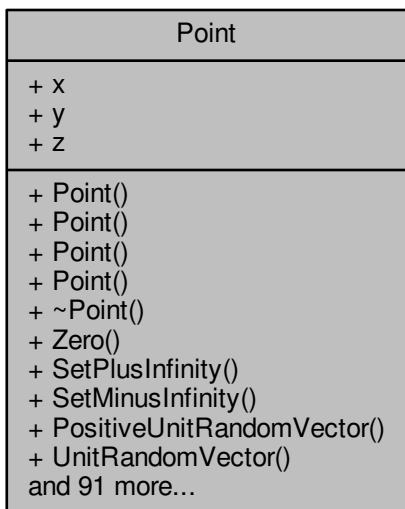 Point
+ x
+ y
+ z
+ Point()
+ Point()
+ Point()
+ Point()
+ ~Point()
+ Zero()
+ SetPlusInfinity()
+ SetMinusInfinity()
+ PositiveUnitRandomVector()
+ UnitRandomVector()
and 91 more...